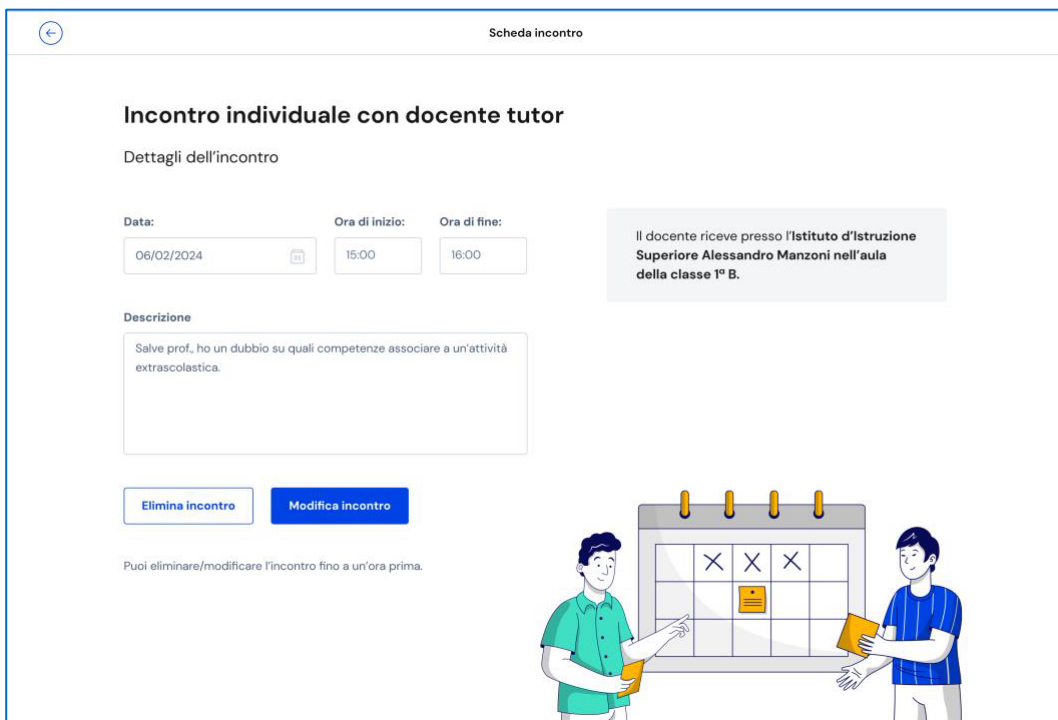 Scheda incontro
Incontro individuale con docente tutor
Dettagli dell'incontro
Data:
Ora di inizio:
Ora di fine:
06/02/2024
15:00
16:00
Il docente riceve presso l'Istituto d'Istruzione
Superiore Alessandro Manzoni nell'aula
della classe 1ª B.
Descrizione
Salve prof., ho un dubbio su quali competenze associare a un'attività
extrascolastica.
Elimina incontro
Modifica incontro
Puoi eliminare/modificare l'incontro fino a un'ora prima.